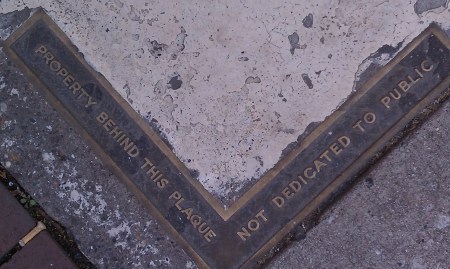 PROPERTY BEHIND THIS PLAQUE
NOT DEDICATED TO PUBLIC